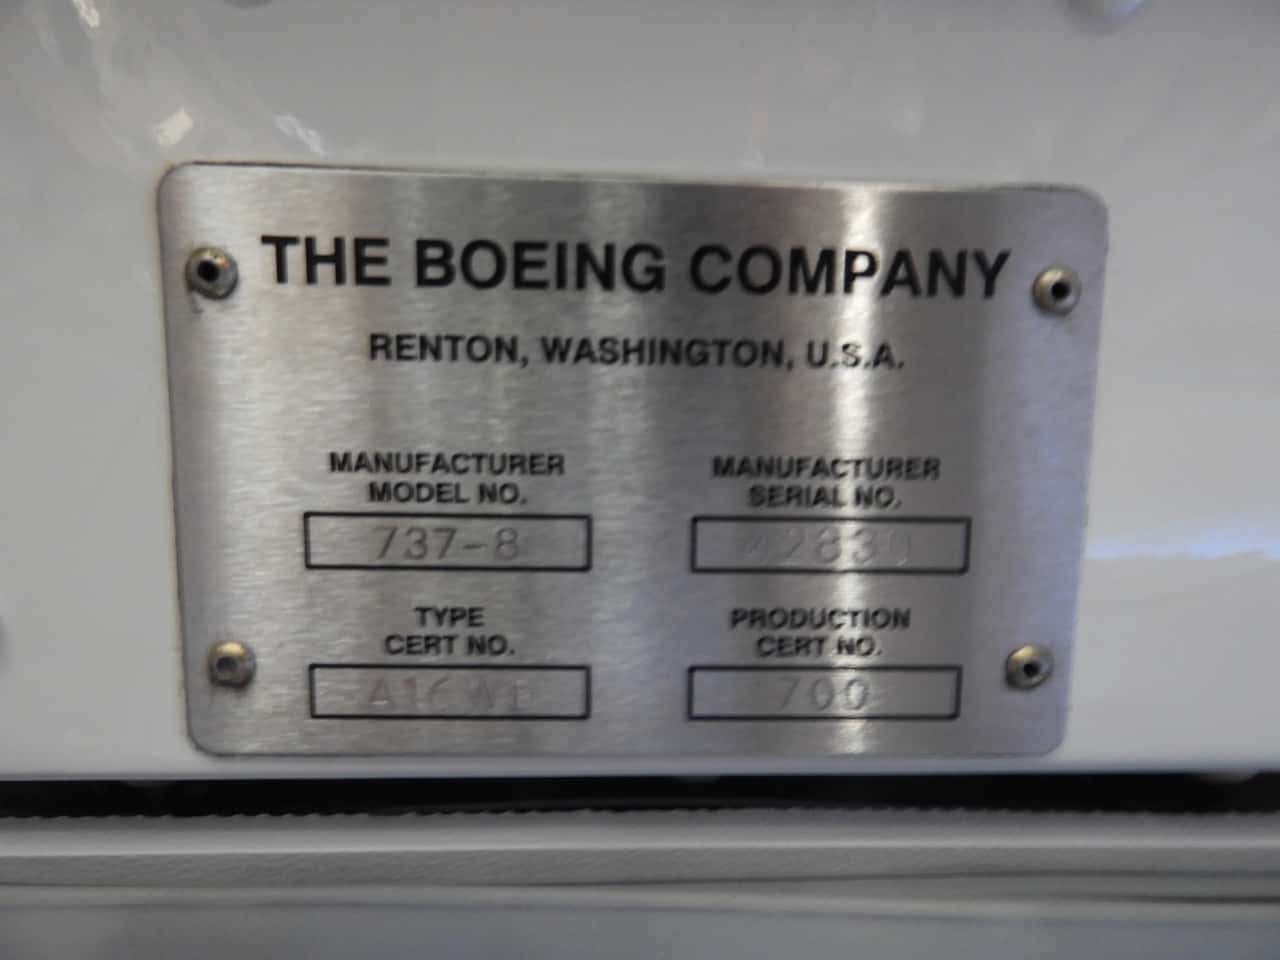 THE BOEING COMPANY
RENTON, WASHINGTON, U.S.A.
MANUFACTURER
MODEL NO.
737-8
MANUFACTURER
SERIAL NO.
TYPE
CERT NO.
PRODUCTION
CERT NO.
700